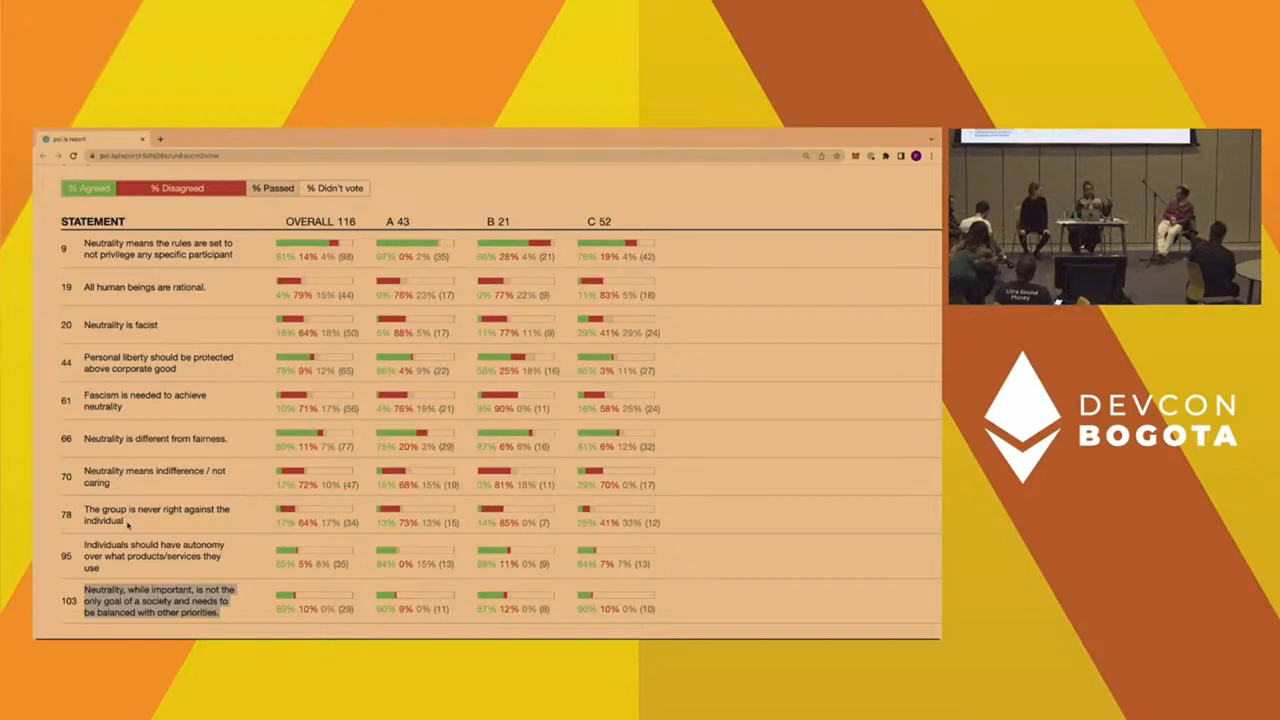 pol.is report
% Agreed % Disagreed % Passed % Didn't vote
STATEMENT OVERALL 116 A 43 B 21 C 52
9 Neutrality means the rules are set to
not privilege any specific participant
81% 14% 4% (98) 97% 0% 2% (35) 66% 28% 4% (21) 76% 19% 4% (42)
19 All human beings are rational.
4% 79% 15% (44) 0% 76% 23% (17) 0% 77% 22% (9) 11% 83% 5% (18)
20 Neutrality is facist
18% 64% 18% (50) 5% 88% 5% (17) 11% 77% 11% (9) 29% 41% 29% (24)
44 Personal liberty should be protected
above corporate good
78% 9% 12% (65) 86% 4% 9% (22) 56% 25% 18% (16) 85% 3% 11% (27)
61 Fascism is needed to achieve
neutrality
10% 71% 17% (56) 4% 76% 19% (21) 9% 90% 0% (11) 16% 58% 25% (24)
66 Neutrality is different from fairness.
80% 11% 7% (77) 75% 20% 3% (29) 87% 6% 6% (16) 81% 6% 12% (32)
70 Neutrality means indifference / not
caring
17% 72% 10% (47) 15% 68% 15% (19) 0% 81% 18% (11) 29% 70% 0% (17)
78 The group is never right against the
individual
17% 64% 17% (34) 13% 73% 13% (15) 14% 85% 0% (7) 25% 41% 33% (12)
95 Individuals should have autonomy
over what products/services they
use
85% 5% 8% (35) 84% 0% 15% (13) 88% 11% 0% (9) 84% 7% 7% (13)
103 Neutrality, while important, is not the
only goal of a society and needs to
be balanced with other priorities.
89% 10% 0% (29) 90% 9% 0% (11) 87% 12% 0% (8) 90% 10% 0% (10)
Ultra Sound
Money
DEVCON
BOGOTA